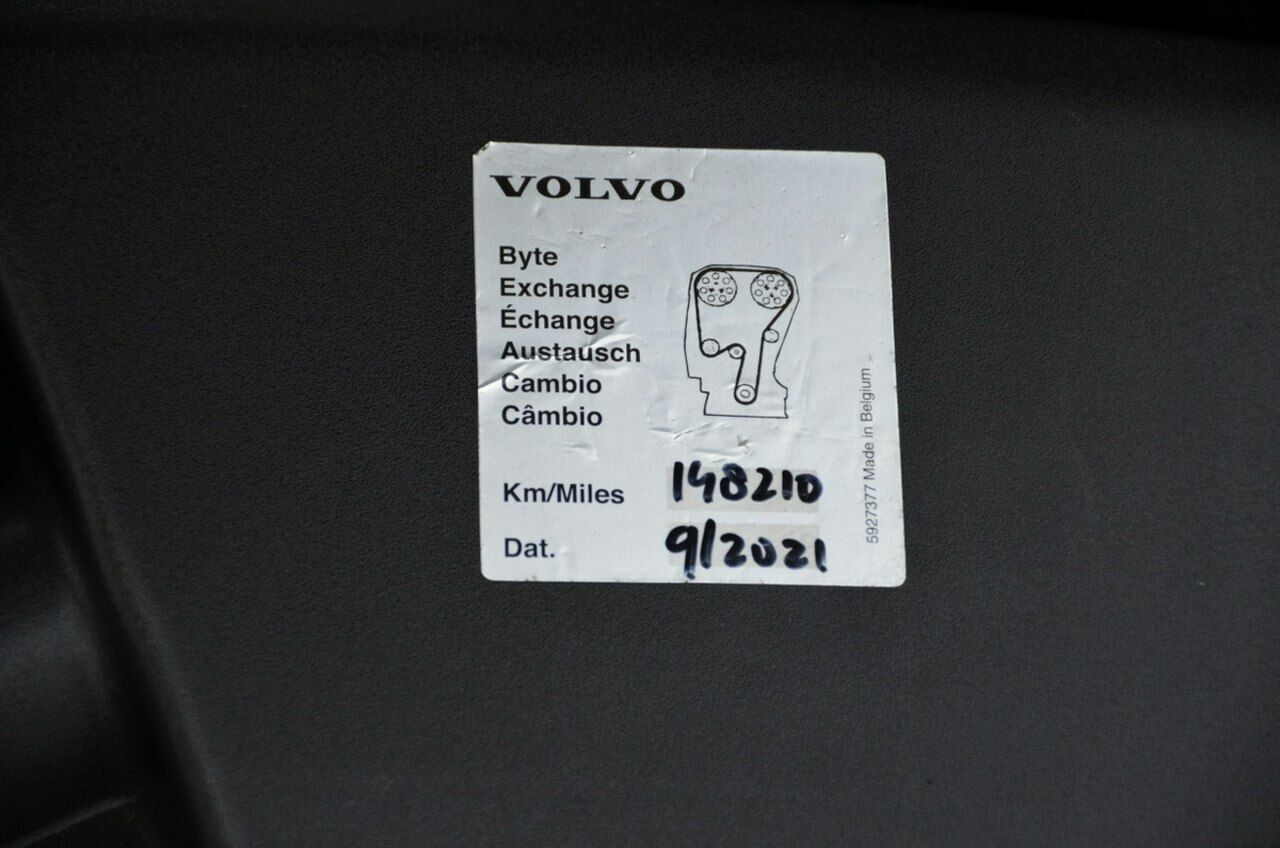 VOLVO
Byte
Exchange
Échange
Austausch
Cambio
Câmbio
Km/Miles 148210
Dat. 9/2021
5927377 Made in Belgium